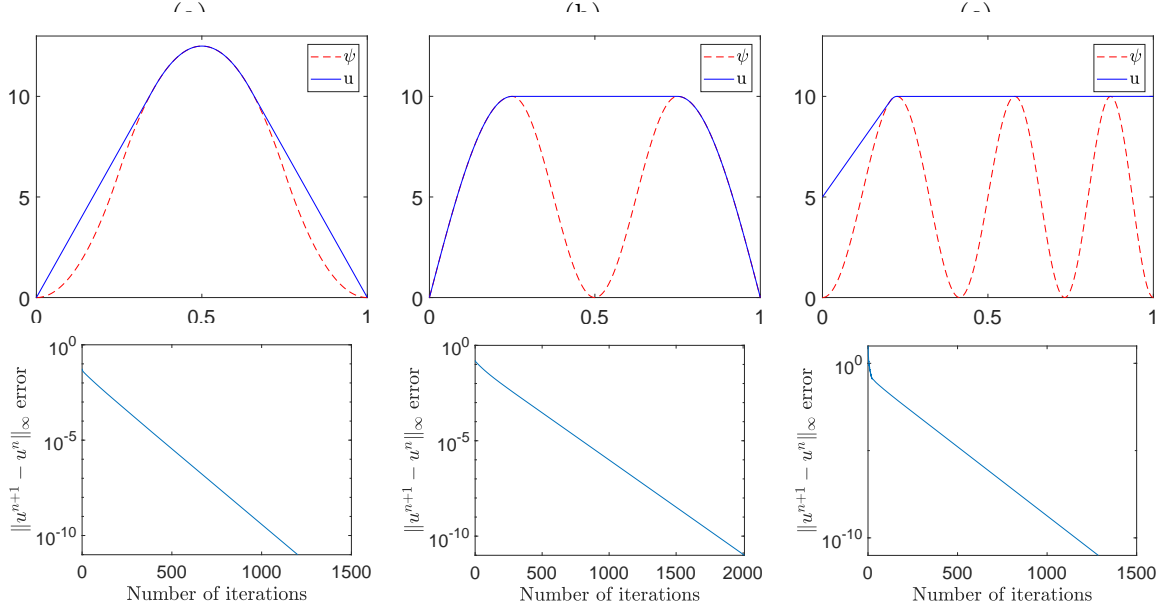 (a) (b) (c)
ψ
u
10
5
0
0 0.5 1
ψ
u
10
5
0
0 0.5 1
ψ
u
10
5
0
0 0.5 1
10^0
10^-5
10^-10
0 500 1000 1500
‖u^{n+1} − u^n‖_∞ error
Number of iterations
10^0
10^-5
10^-10
0 500 1000 1500 2000
‖u^{n+1} − u^n‖_∞ error
Number of iterations
10^0
10^-5
10^-10
0 500 1000 1500
‖u^{n+1} − u^n‖_∞ error
Number of iterations